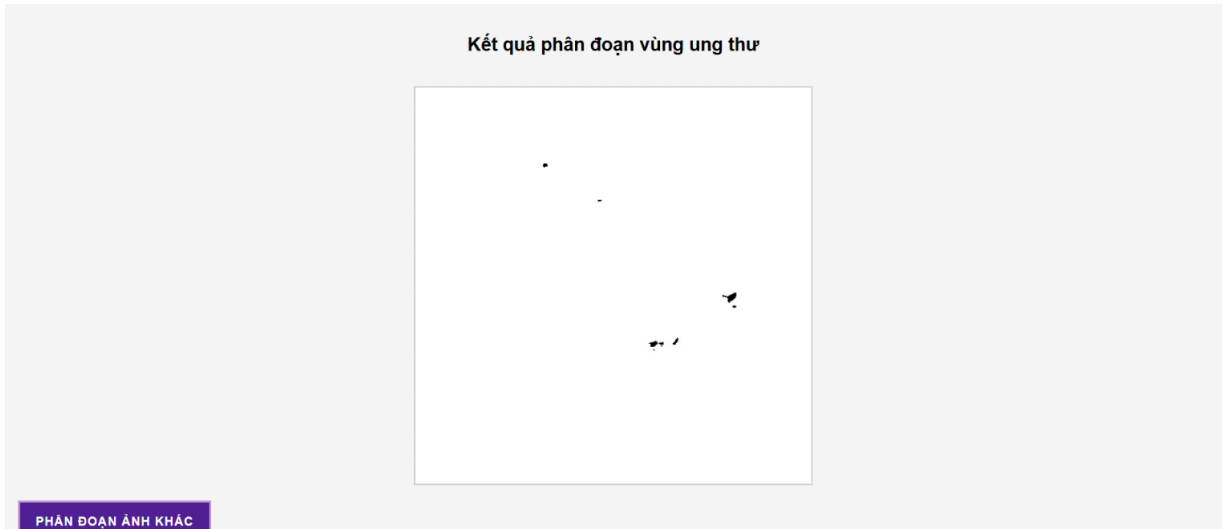 Kết quả phân đoạn vùng ung thư
PHÂN ĐOẠN ẢNH KHÁC